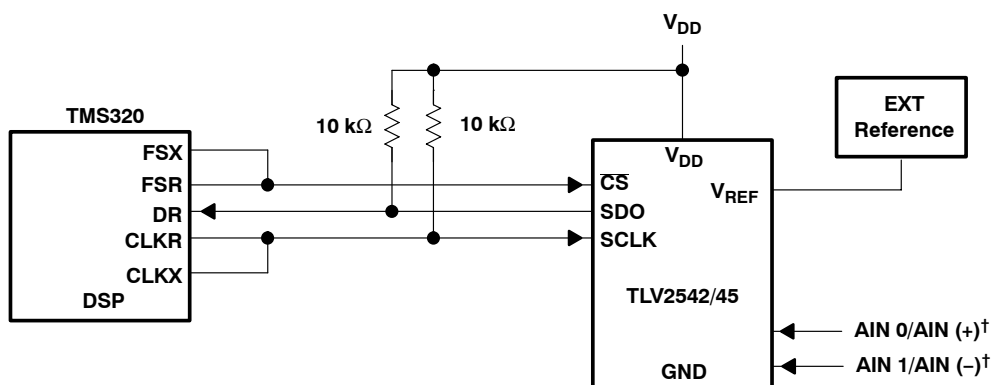 V_DD
TMS320
10 kΩ
10 kΩ
EXT
Reference
FSX
FSR
DR
CLKR
CLKX
DSP
V_DD
C̅S̅
SDO
SCLK
V_REF
TLV2542/45
GND
AIN 0/AIN (+)†
AIN 1/AIN (−)†